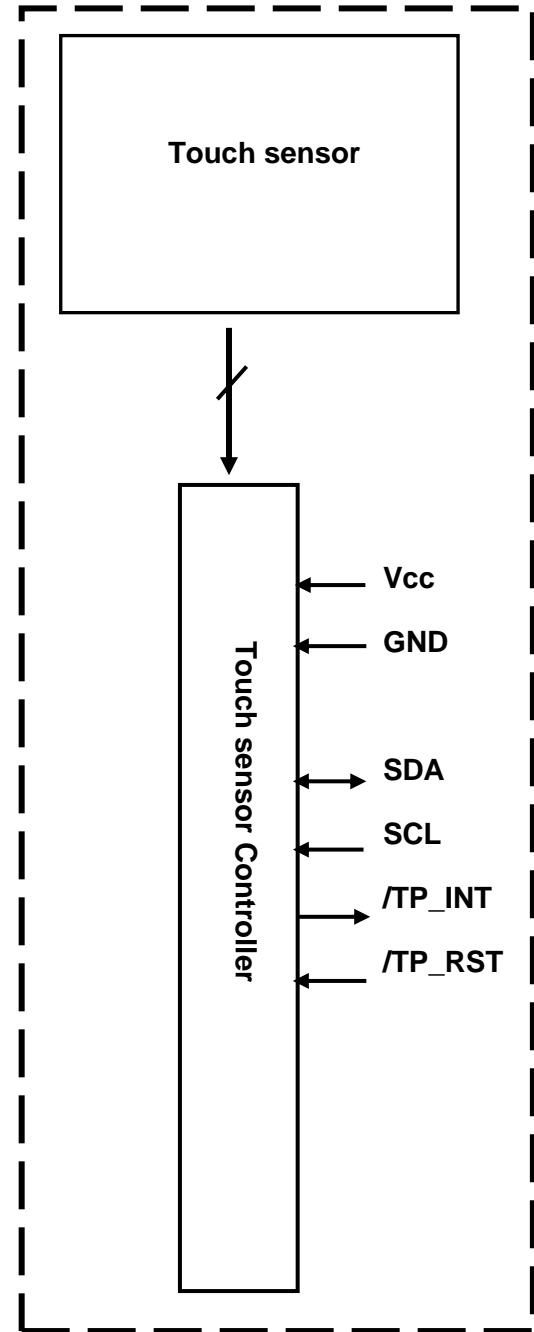 Touch sensor
Touch sensor Controller
Vcc
GND
SDA
SCL
/TP_INT
/TP_RST